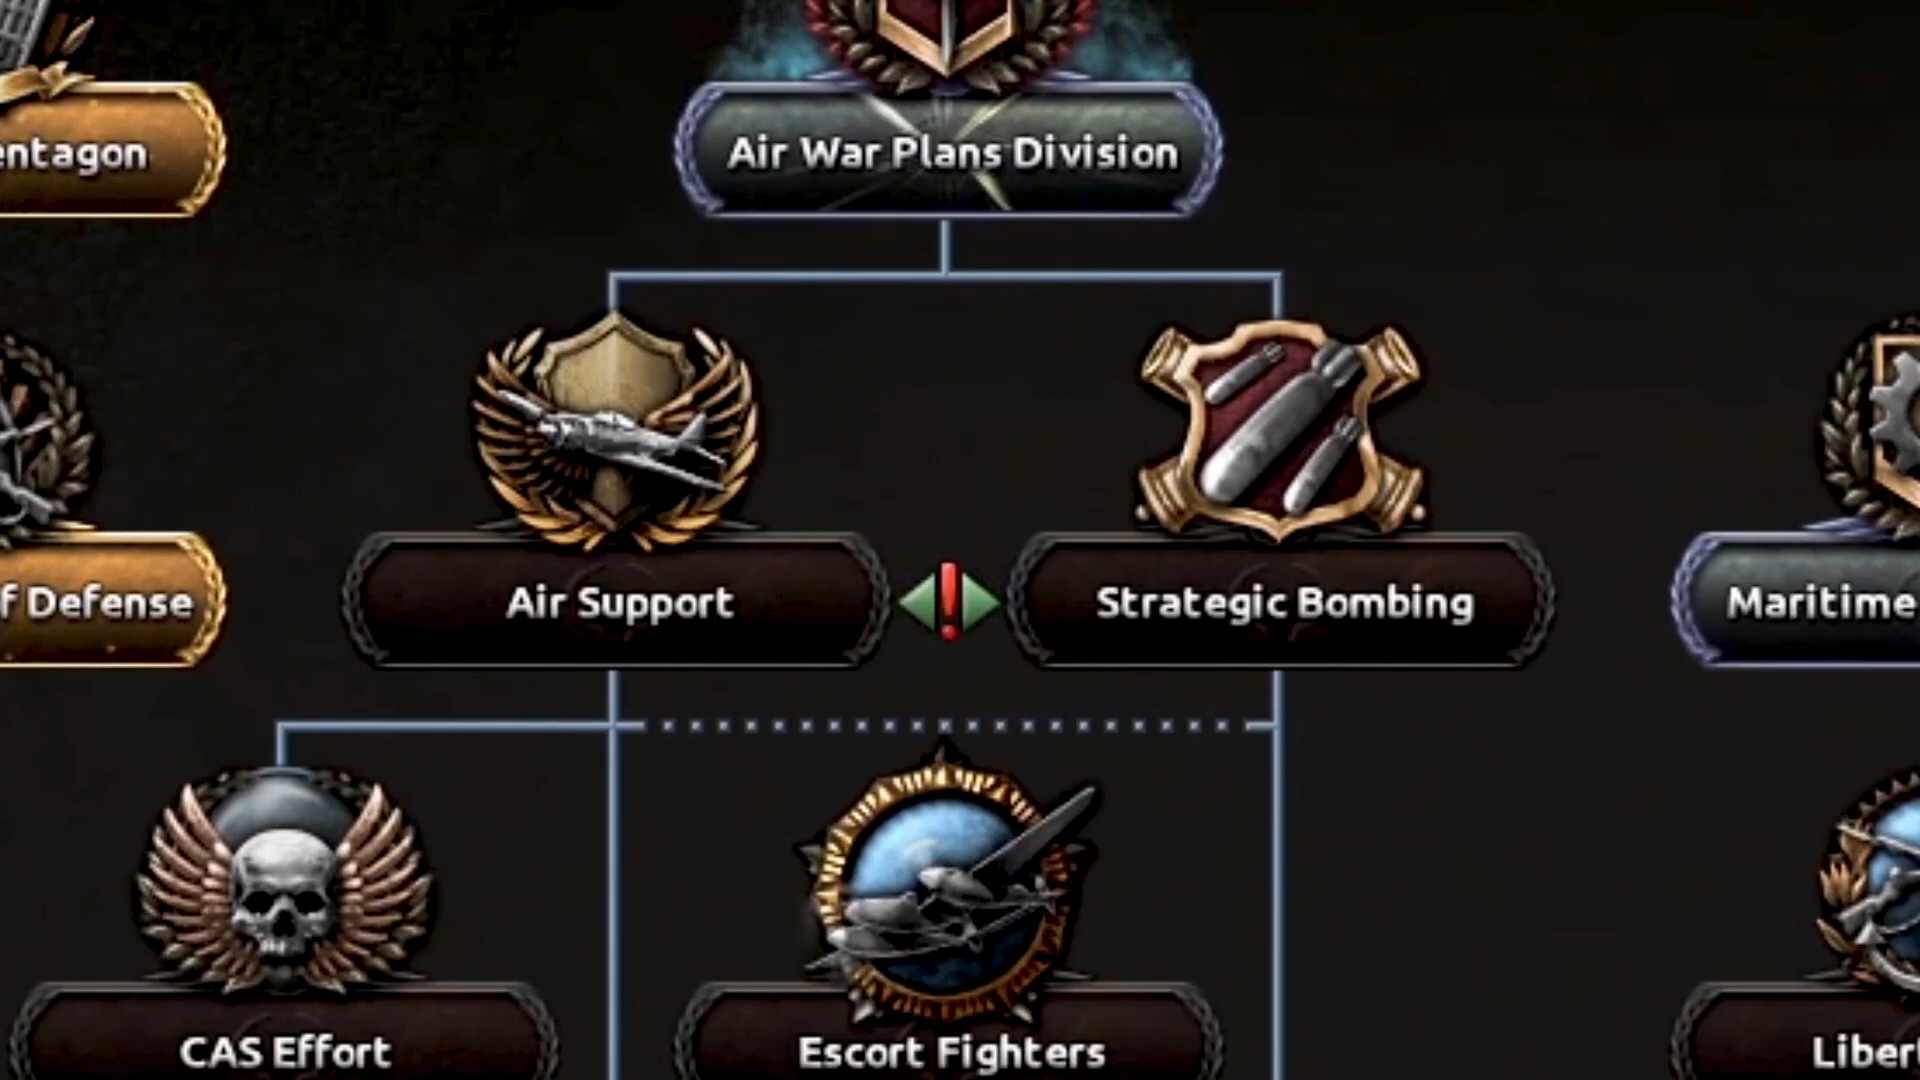 entagon
Air War Plans Division
f Defense
Air Support
Strategic Bombing
Maritime
CAS Effort
Escort Fighters
Liber